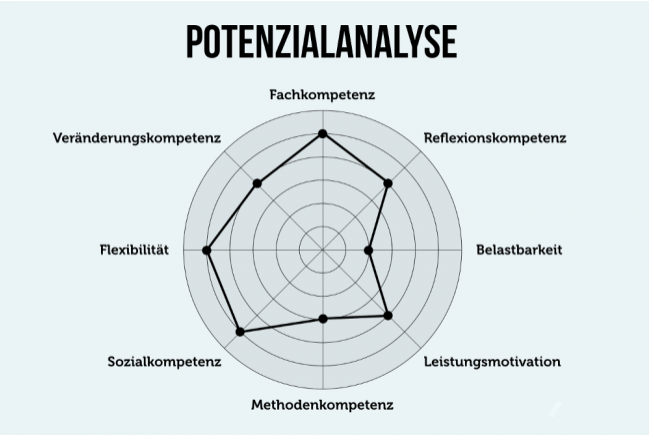 POTENZIALANALYSE
Fachkompetenz
Veränderungskompetenz
Reflexionskompetenz
Flexibilität
Belastbarkeit
Sozialkompetenz
Leistungsmotivation
Methodenkompetenz